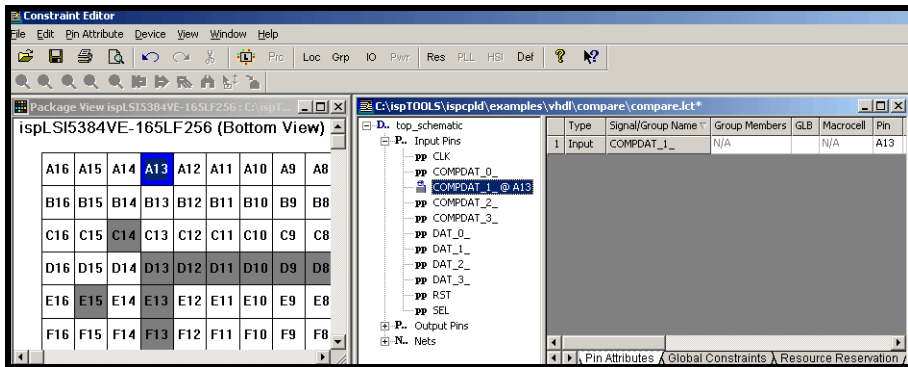 Constraint Editor
File Edit Pin Attribute Device View Window Help
Prc Loc Grp IO Pwr Res PLL HSI Def
Package View ispLSI5384VE-165LF256 : C:\ispT...
ispLSI5384VE-165LF256 (Bottom View)
A16 A15 A14 A13 A12 A11 A10 A9 A8
B16 B15 B14 B13 B12 B11 B10 B9 B8
C16 C15 C14 C13 C12 C11 C10 C9 C8
D16 D15 D14 D13 D12 D11 D10 D9 D8
E16 E15 E14 E13 E12 E11 E10 E9 E8
F16 F15 F14 F13 F12 F11 F10 F9 F8
C:\ispTOOLS\ispcpld\examples\vhdl\compare\compare.lct*
D.. top_schematic
P.. Input Pins
pp CLK
pp COMPDAT_0_
COMPDAT_1_ @ A13
pp COMPDAT_2_
pp COMPDAT_3_
pp DAT_0_
pp DAT_1_
pp DAT_2_
pp DAT_3_
pp RST
pp SEL
P.. Output Pins
N.. Nets
Type Signal/Group Name Group Members GLB Macrocell Pin
1 Input COMPDAT_1_ N/A N/A A13
Pin Attributes Global Constraints Resource Reservation